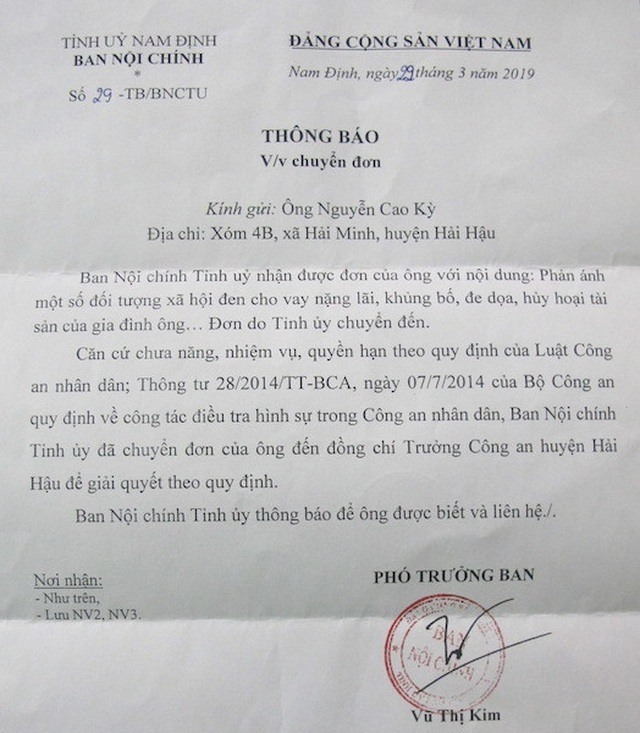 TỈNH UỶ NAM ĐỊNH
BAN NỘI CHÍNH
*
Số 29 -TB/BNCTU
ĐẢNG CỘNG SẢN VIỆT NAM
Nam Định, ngày 29 tháng 3 năm 2019
THÔNG BÁO
V/v chuyển đơn
Kính gửi: Ông Nguyễn Cao Kỳ
Địa chỉ: Xóm 4B, xã Hải Minh, huyện Hải Hậu
Ban Nội chính Tỉnh uỷ nhận được đơn của ông với nội dung: Phản ánh
một số đối tượng xã hội đen cho vay nặng lãi, khủng bố, đe dọa, hủy hoại tài
sản của gia đình ông… Đơn do Tỉnh ủy chuyển đến.
Căn cứ chưa năng, nhiệm vụ, quyền hạn theo quy định của Luật Công
an nhân dân; Thông tư 28/2014/TT-BCA, ngày 07/7/2014 của Bộ Công an
quy định về công tác điều tra hình sự trong Công an nhân dân, Ban Nội chính
Tỉnh ủy đã chuyển đơn của ông đến đồng chí Trưởng Công an huyện Hải
Hậu để giải quyết theo quy định.
Ban Nội chính Tỉnh ủy thông báo để ông được biết và liên hệ./.
Nơi nhận:
- Như trên,
- Lưu NV2, NV3.
PHÓ TRƯỞNG BAN
BAN
NỘI CHÍNH
Vũ Thị Kim